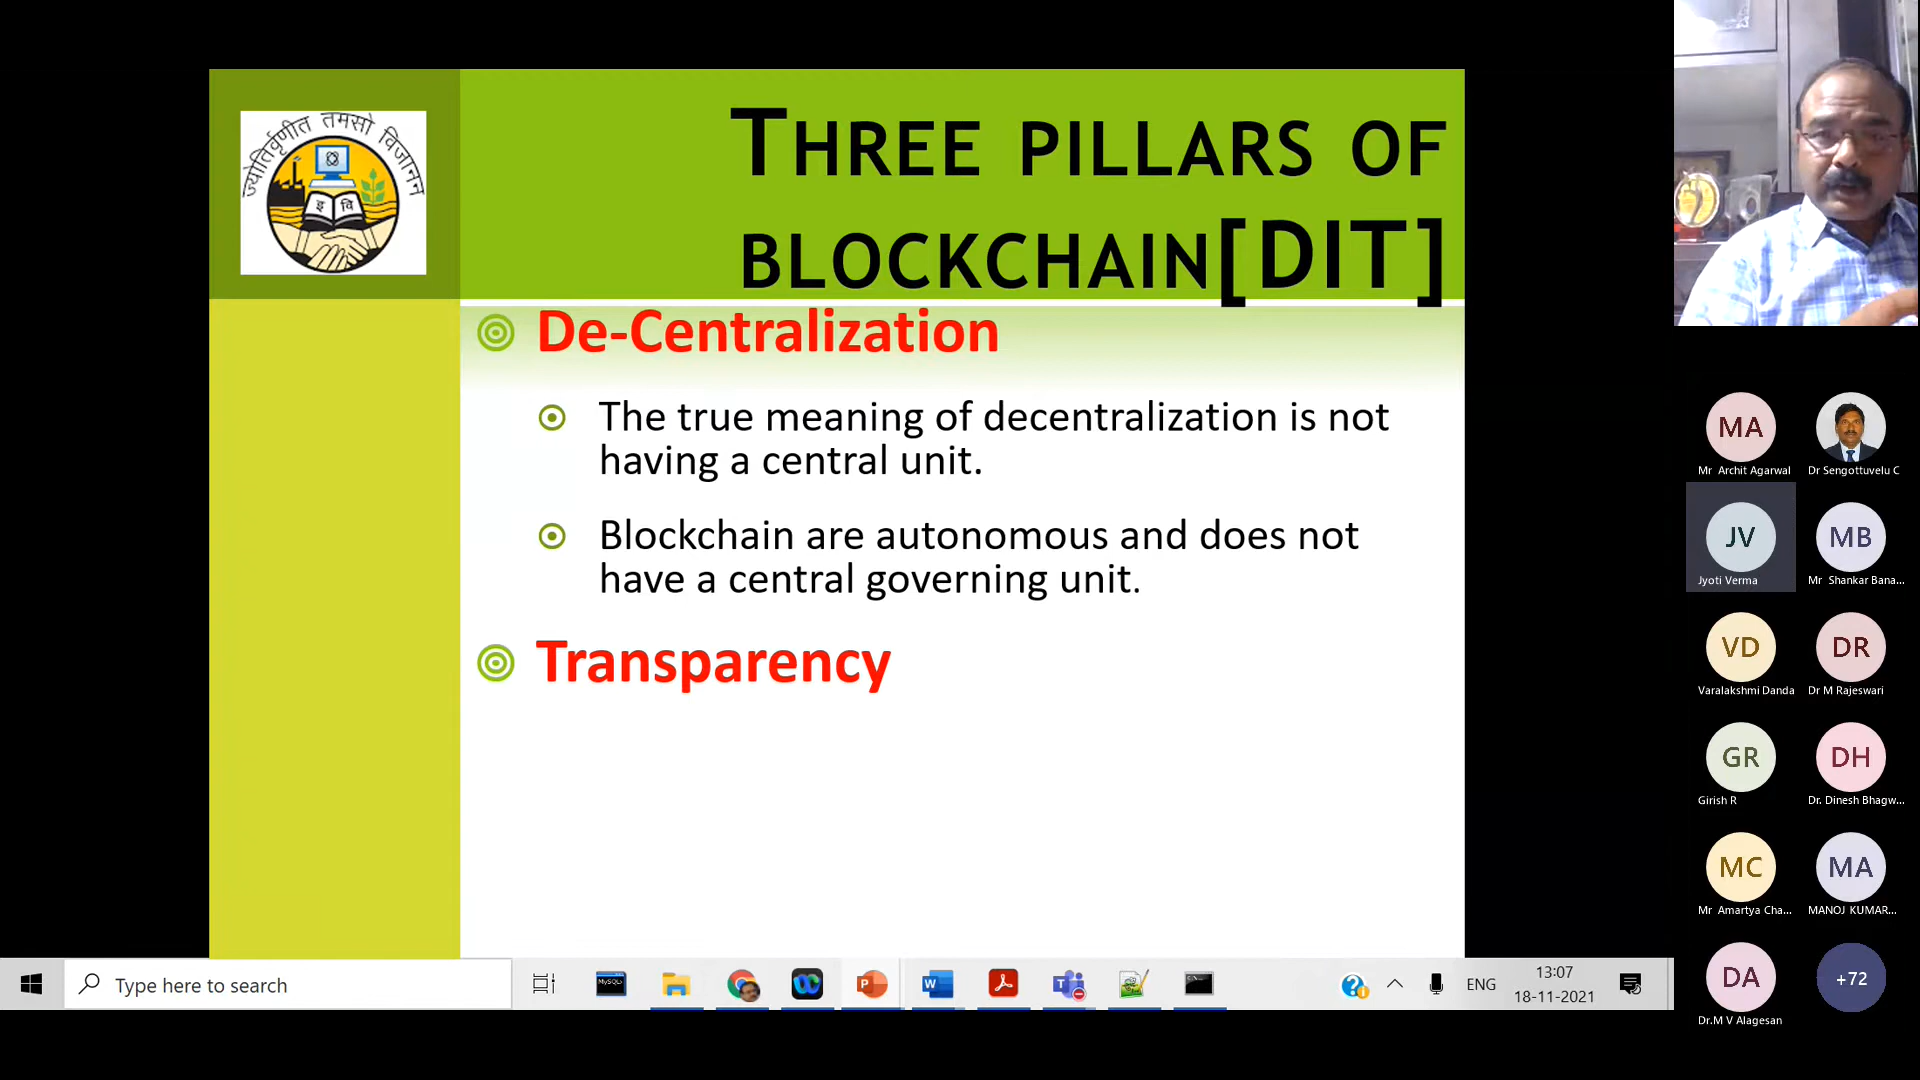 ज्योतिर्वृणीत तमसो विजानन
इ वि
THREE PILLARS OF
BLOCKCHAIN[DIT]
De-Centralization
The true meaning of decentralization is not
having a central unit.
Blockchain are autonomous and does not
have a central governing unit.
Transparency
MA
Mr Archit Agarwal
Dr Sengottuvelu C
JV
Jyoti Verma
MB
Mr Shankar Bana...
VD
Varalakshmi Danda
DR
Dr M Rajeswari
GR
Girish R
DH
Dr. Dinesh Bhagw...
MC
Mr Amartya Cha...
MA
MANOJ KUMAR...
DA
Dr.M V Alagesan
+72
Type here to search
MySQL
P
W
T
ENG
13:07
18-11-2021